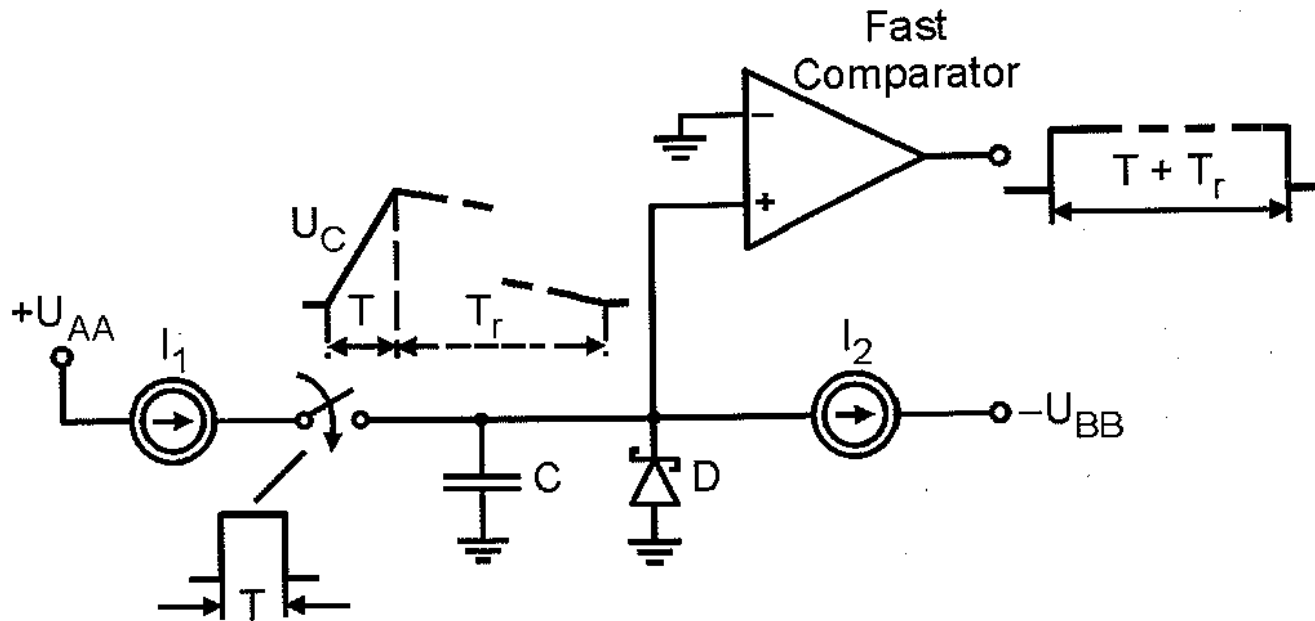 Fast
Comparator
−
+
T + Tr
UC
T
Tr
+UAA
I1
I2
−UBB
C
D
T